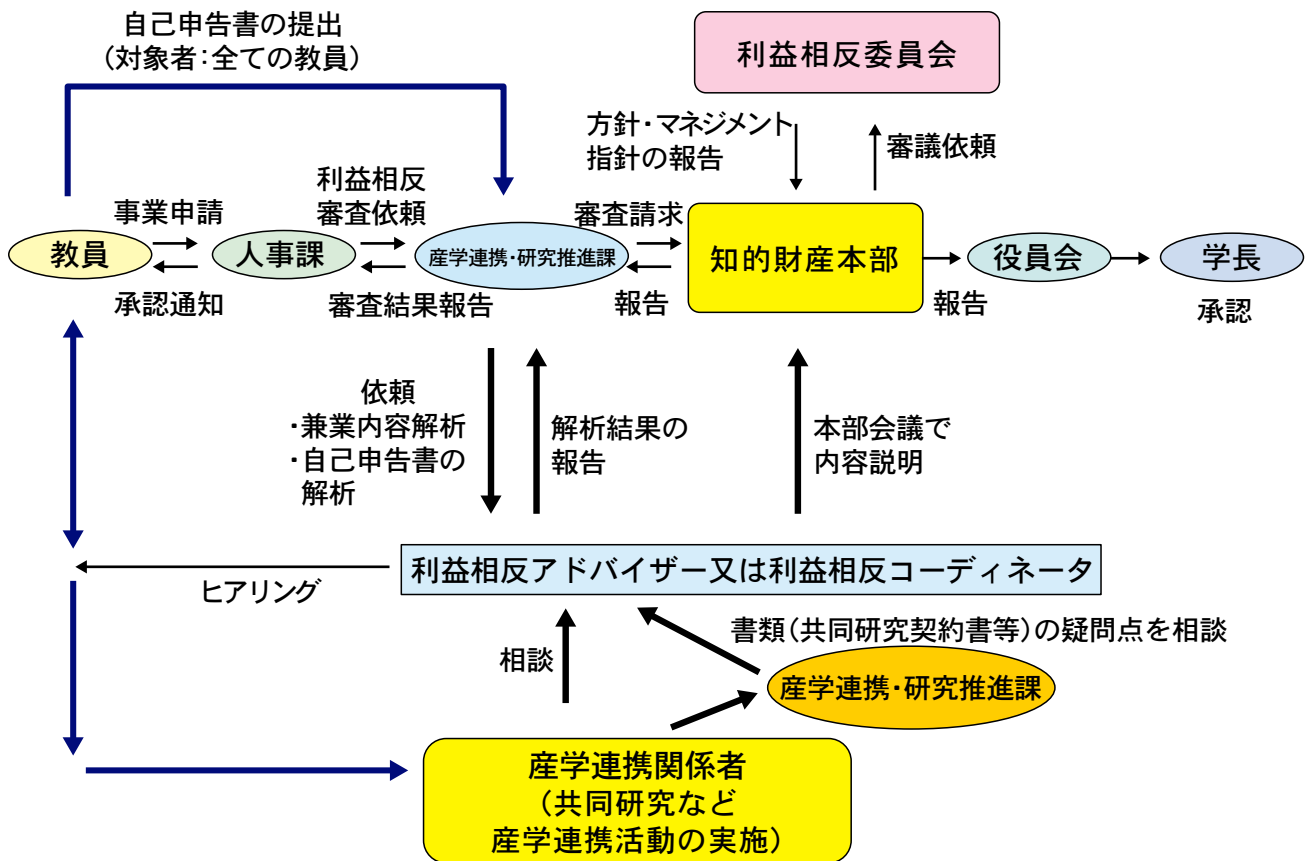 自己申告書の提出
（対象者：全ての教員）
利益相反委員会
方針・マネジメント
指針の報告
審議依頼
事業申請
利益相反
審査依頼
審査請求
教員
人事課
産学連携・研究推進課
知的財産本部
役員会
学長
承認通知
審査結果報告
報告
報告
承認
依頼
・兼業内容解析
・自己申告書の
解析
解析結果の
報告
本部会議で
内容説明
利益相反アドバイザー又は利益相反コーディネータ
ヒアリング
書類（共同研究契約書等）の疑問点を相談
相談
産学連携・研究推進課
産学連携関係者
（共同研究など
産学連携活動の実施）